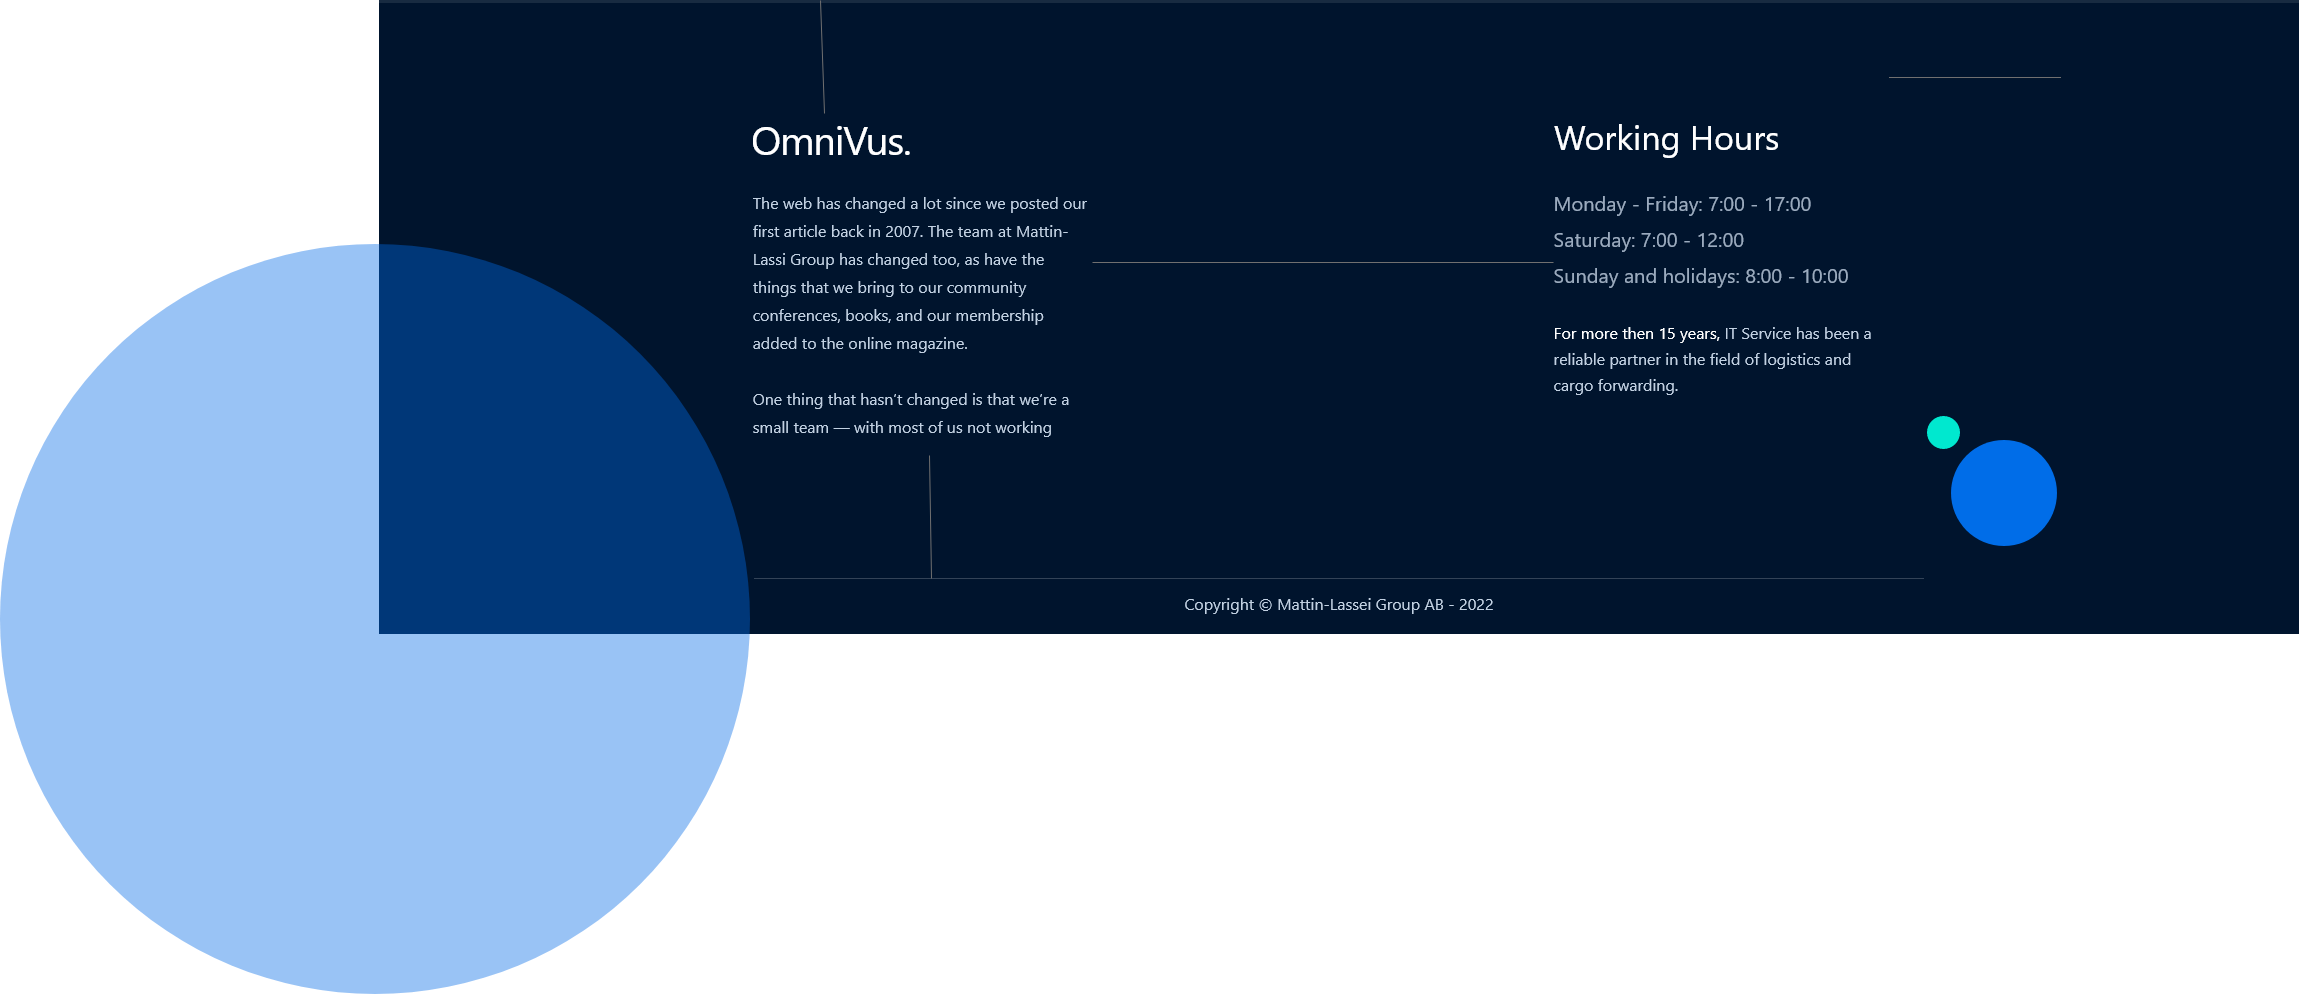 OmniVus.
The web has changed a lot since we posted our
first article back in 2007. The team at Mattin-
Lassi Group has changed too, as have the
things that we bring to our community
conferences, books, and our membership
added to the online magazine.
One thing that hasn’t changed is that we’re a
small team — with most of us not working
Working Hours
Monday - Friday: 7:00 - 17:00
Saturday: 7:00 - 12:00
Sunday and holidays: 8:00 - 10:00
For more then 15 years, IT Service has been a
reliable partner in the field of logistics and
cargo forwarding.
Copyright © Mattin-Lassei Group AB - 2022